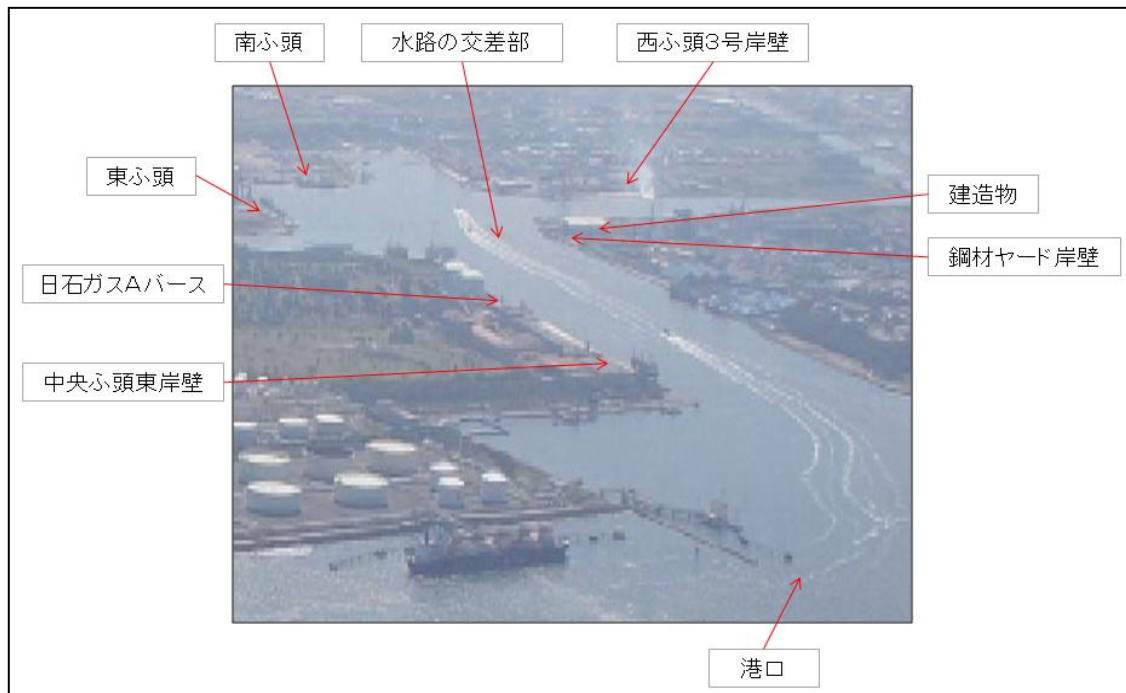 南ふ頭
水路の交差部
西ふ頭3号岸壁
東ふ頭
建造物
鋼材ヤード岸壁
日石ガスAバース
中央ふ頭東岸壁
港口